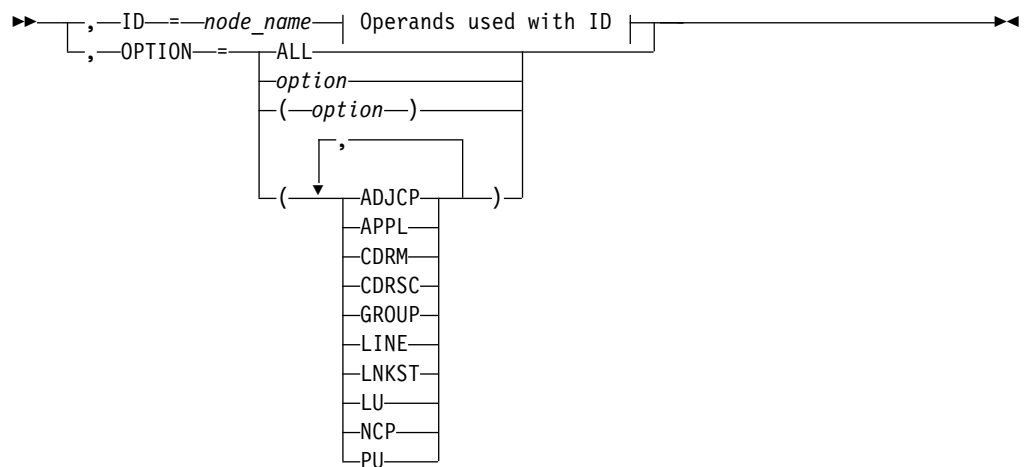 , ID = node_name Operands used with ID
, OPTION = ALL
option
( option )
,
( ADJCP )
APPL
CDRM
CDRSC
GROUP
LINE
LNKST
LU
NCP
PU